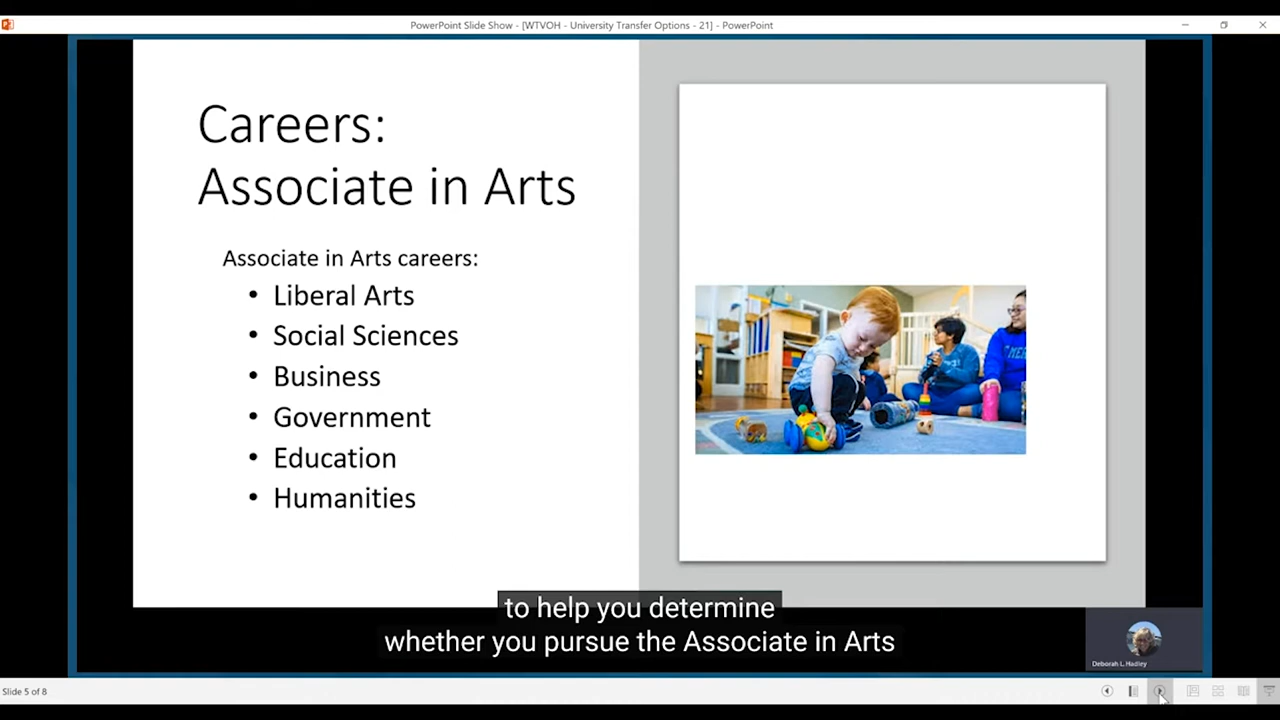 PowerPoint Slide Show - [WTVOH - University Transfer Options - 21] - PowerPoint
Careers:
Associate in Arts
Associate in Arts careers:
• Liberal Arts
• Social Sciences
• Business
• Government
• Education
• Humanities
to help you determine
whether you pursue the Associate in Arts
Deborah L. Hadley
Slide 5 of 8